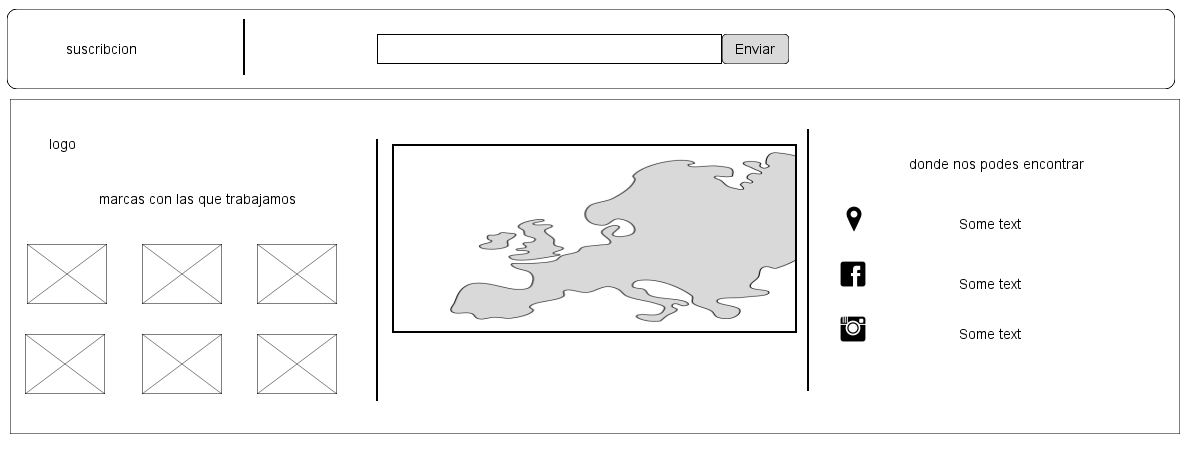 suscribcion
Enviar
logo
marcas con las que trabajamos
donde nos podes encontrar
Some text
Some text
Some text